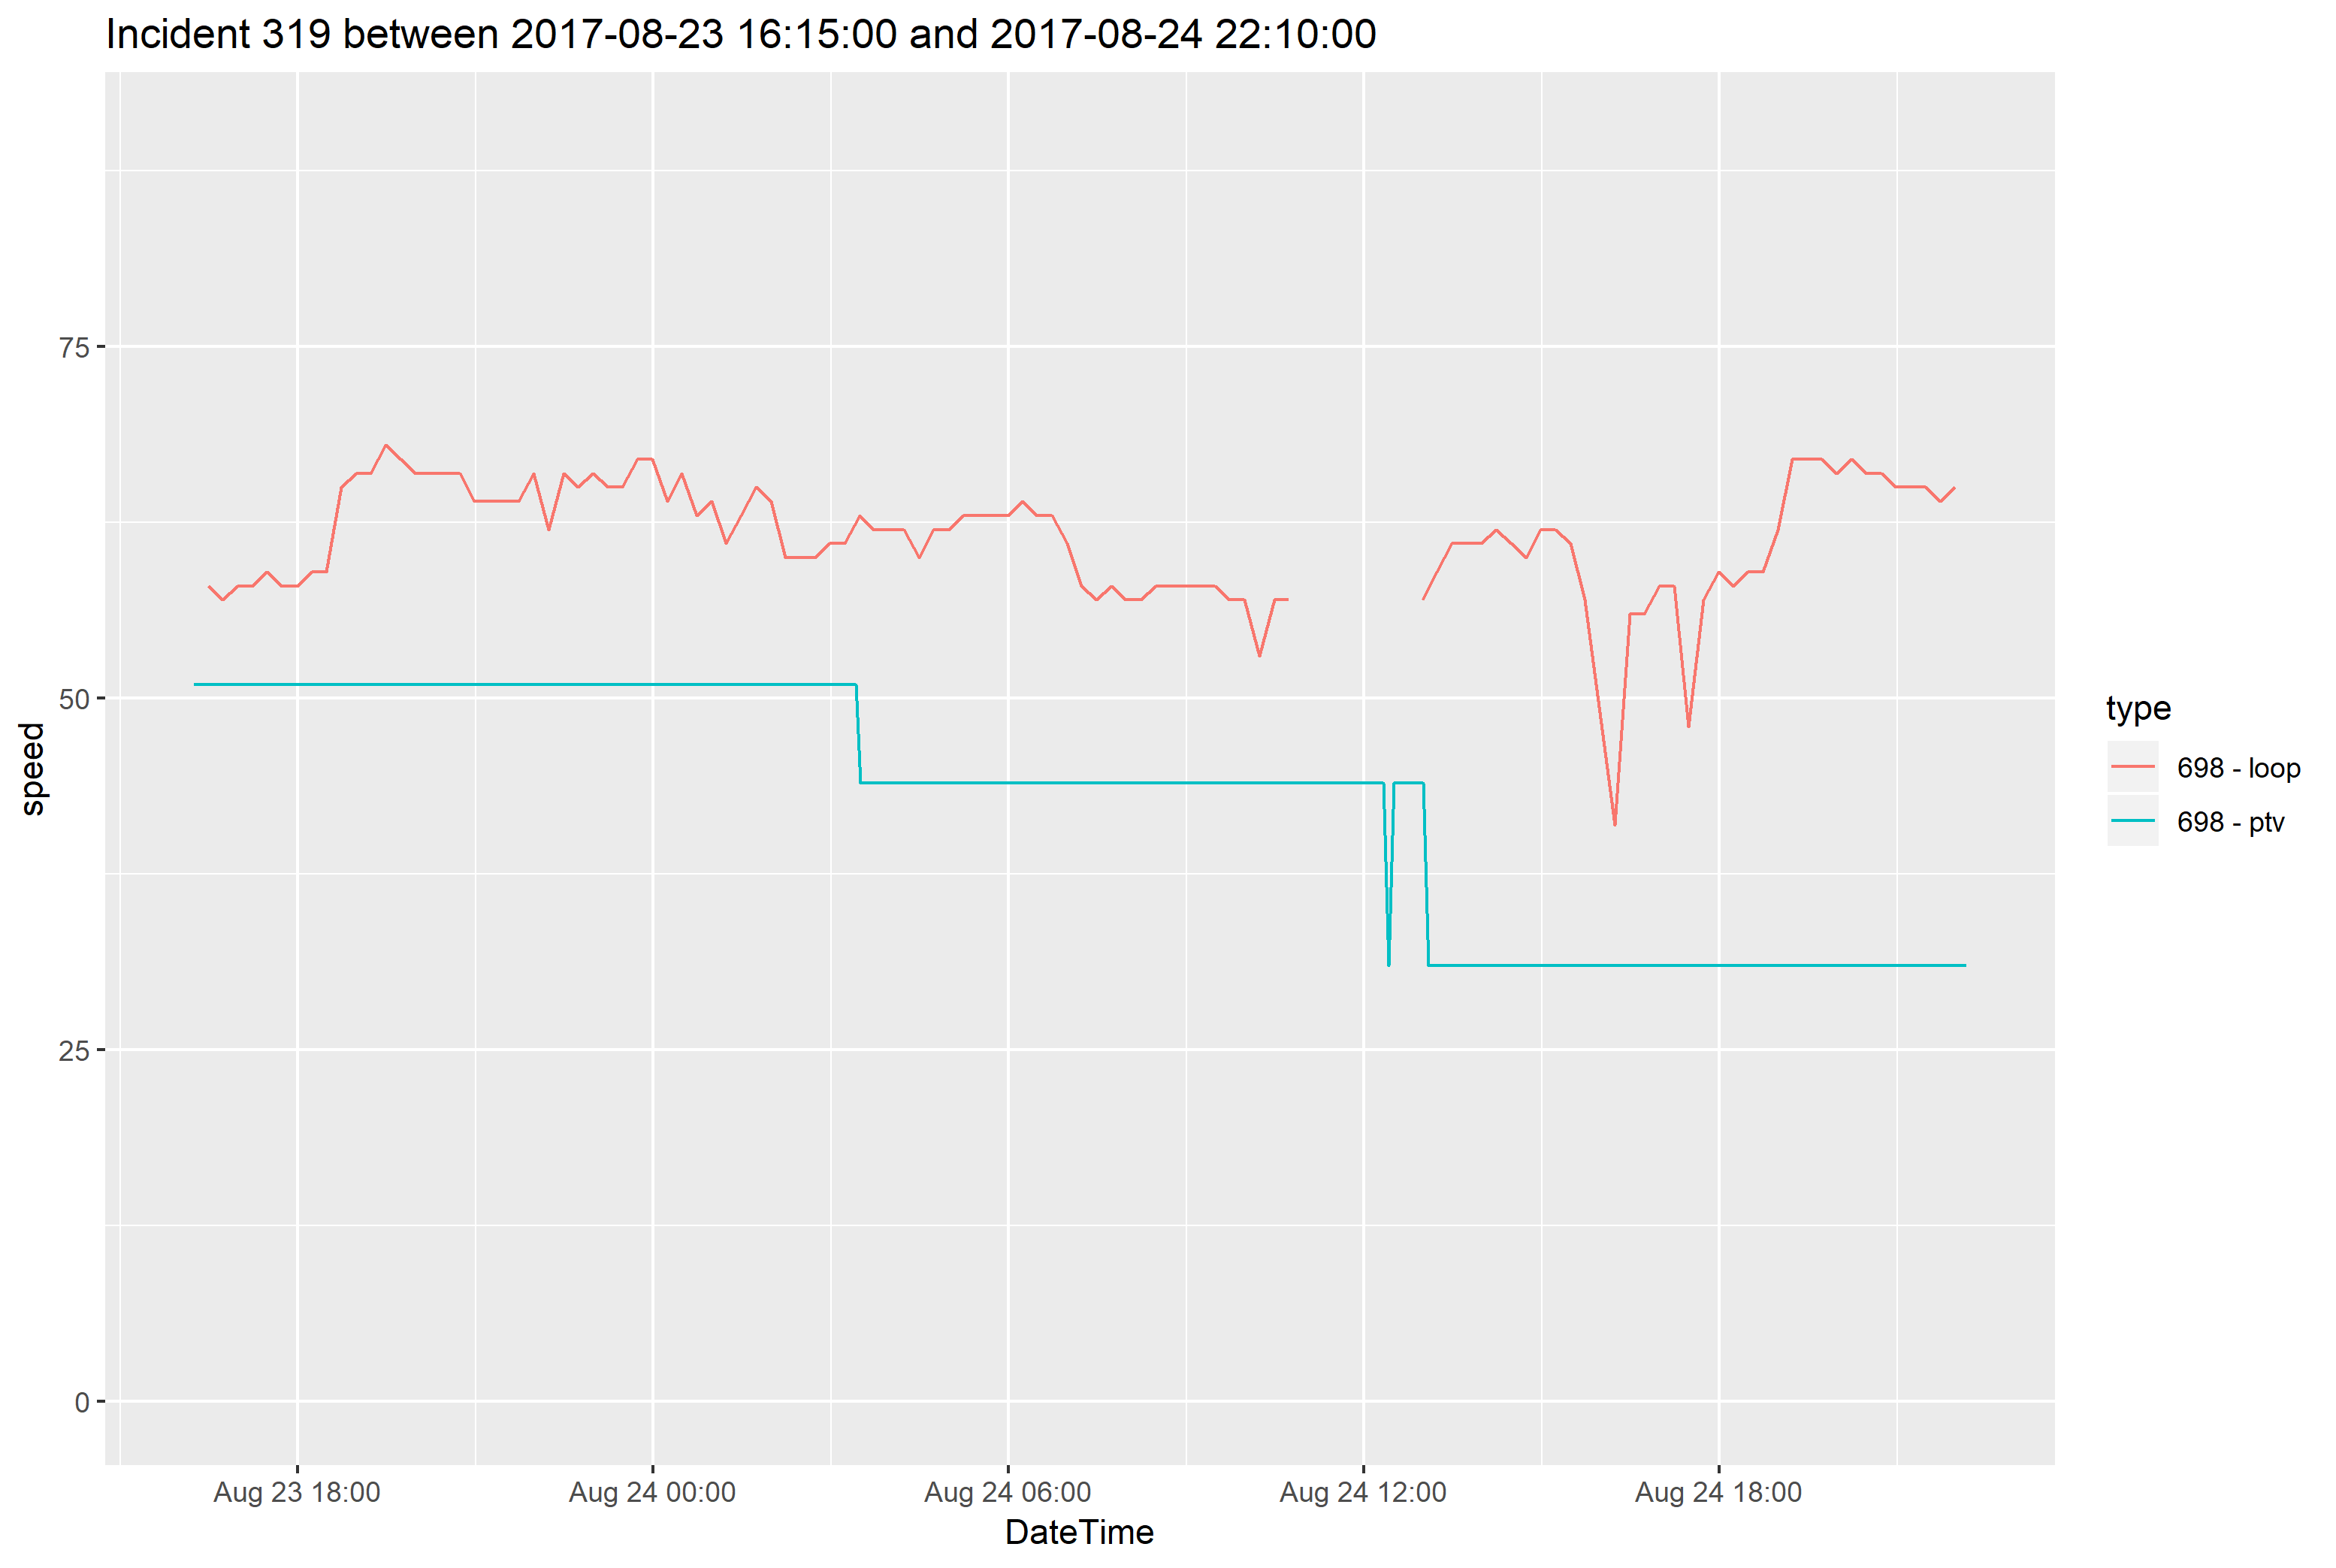 Incident 319 between 2017-08-23 16:15:00 and 2017-08-24 22:10:00
75
50
25
0
speed
Aug 23 18:00
Aug 24 00:00
Aug 24 06:00
Aug 24 12:00
Aug 24 18:00
DateTime
type
698 - loop
698 - ptv